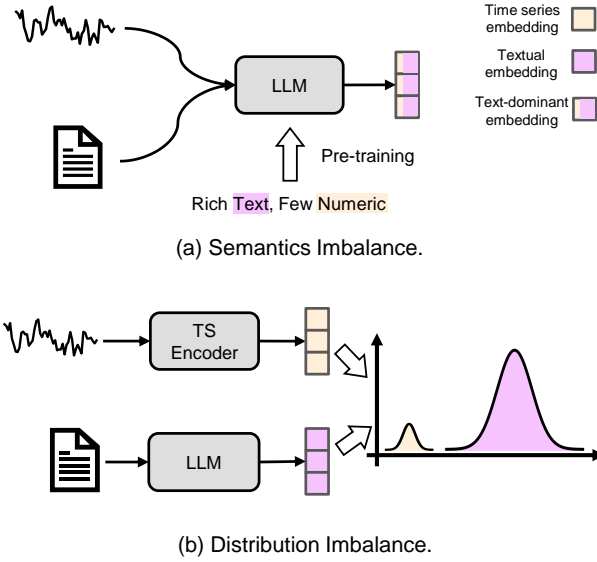 Time series
embedding
Textual
embedding
Text-dominant
embedding
LLM
Pre-training
Rich Text, Few Numeric
(a) Semantics Imbalance.
TS
Encoder
LLM
(b) Distribution Imbalance.